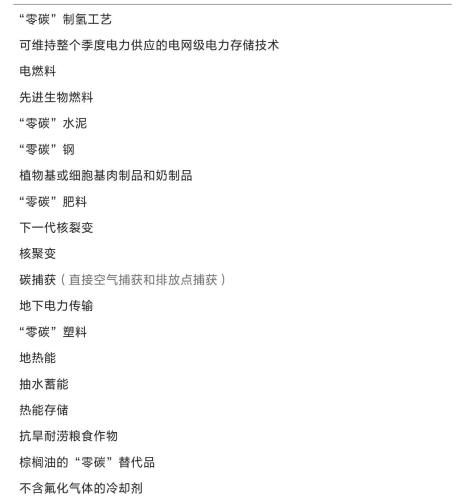 “零碳”制氢工艺
可维持整个季度电力供应的电网级电力存储技术
电燃料
先进生物燃料
“零碳”水泥
“零碳”钢
植物基或细胞基肉制品和奶制品
“零碳”肥料
下一代核裂变
核聚变
碳捕获（直接空气捕获和排放点捕获）
地下电力传输
“零碳”塑料
地热能
抽水蓄能
热能存储
抗旱耐涝粮食作物
棕榈油的“零碳”替代品
不含氟化气体的冷却剂